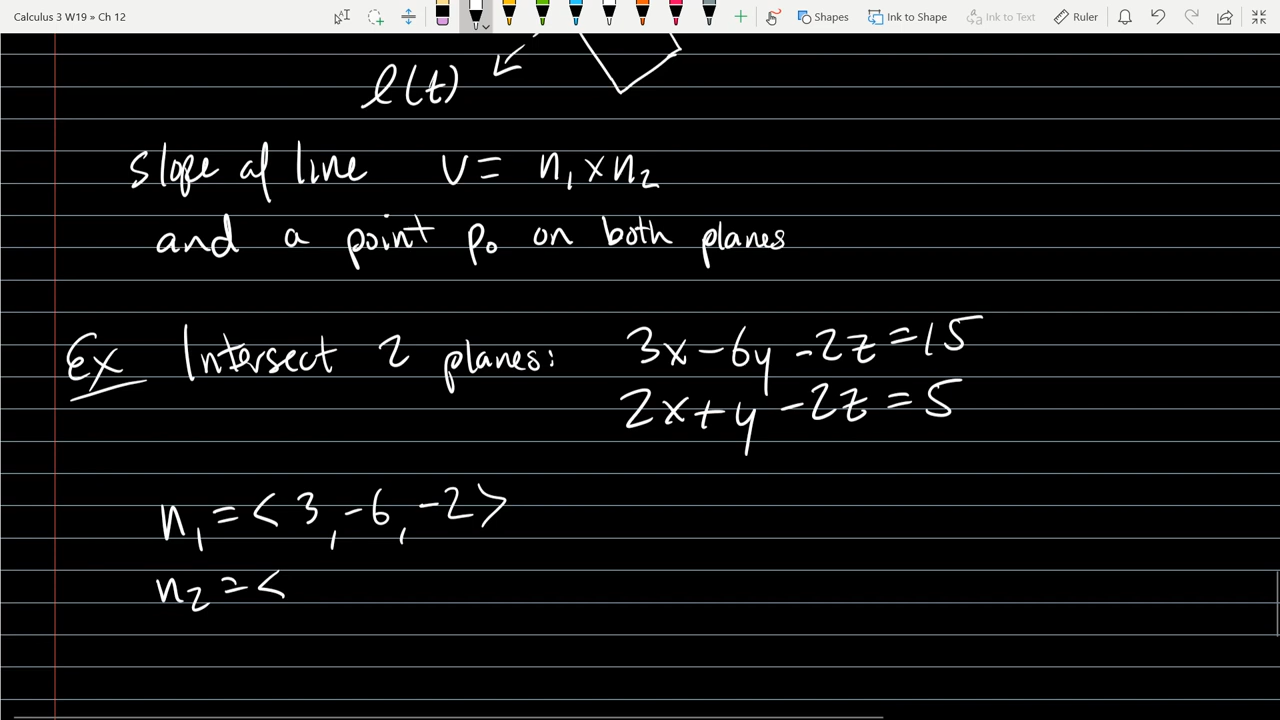 Calculus 3 W19 » Ch 12
Shapes
Ink to Shape
Ink to Text
Ruler
l(t)
slope of line v = n₁ × n₂
and a point p₀ on both planes
Ex Intersect 2 planes: 3x - 6y - 2z = 15
2x + y - 2z = 5
n₁ = < 3, -6, -2 >
n₂ = <